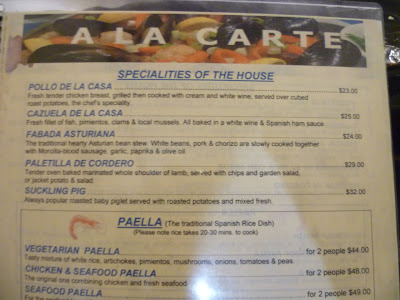 A LA CARTE
SPECIALITIES OF THE HOUSE
POLLO DE LA CASA $23.00
Fresh tender chicken breast, grilled then cooked with cream and white wine, served over cubed
roast potatoes, the chef's speciality.
CAZUELA DE LA CASA $25.00
Fresh fillet of fish, pimientos, clams & local mussels. All baked in a white wine & Spanish ham sauce
FABADA ASTURIANA $24.00
The traditional hearty Asturian bean stew. White beans, pork & chorizo are slowly cooked together
with Morcilla-blood sausage, garlic, paprika & olive oil
PALETILLA DE CORDERO $29.00
Tender oven baked marinated whole shoulder of lamb, served with chips and garden salad,
or jacket potato & salad
SUCKLING PIG $32.00
Always popular roasted baby piglet served with roasted potatoes and mixed fresh
PAELLA (The traditional Spanish Rice Dish)
(Please note rice takes 20-30 mins. to cook)
VEGETARIAN PAELLA for 2 people $44.00
Tasty mixture of white rice, artichokes, pimientos, mushrooms, onions, tomatoes & peas
CHICKEN & SEAFOOD PAELLA for 2 people $48.00
The original one combining chicken and fresh seafood
SEAFOOD PAELLA for 2 people $49.00